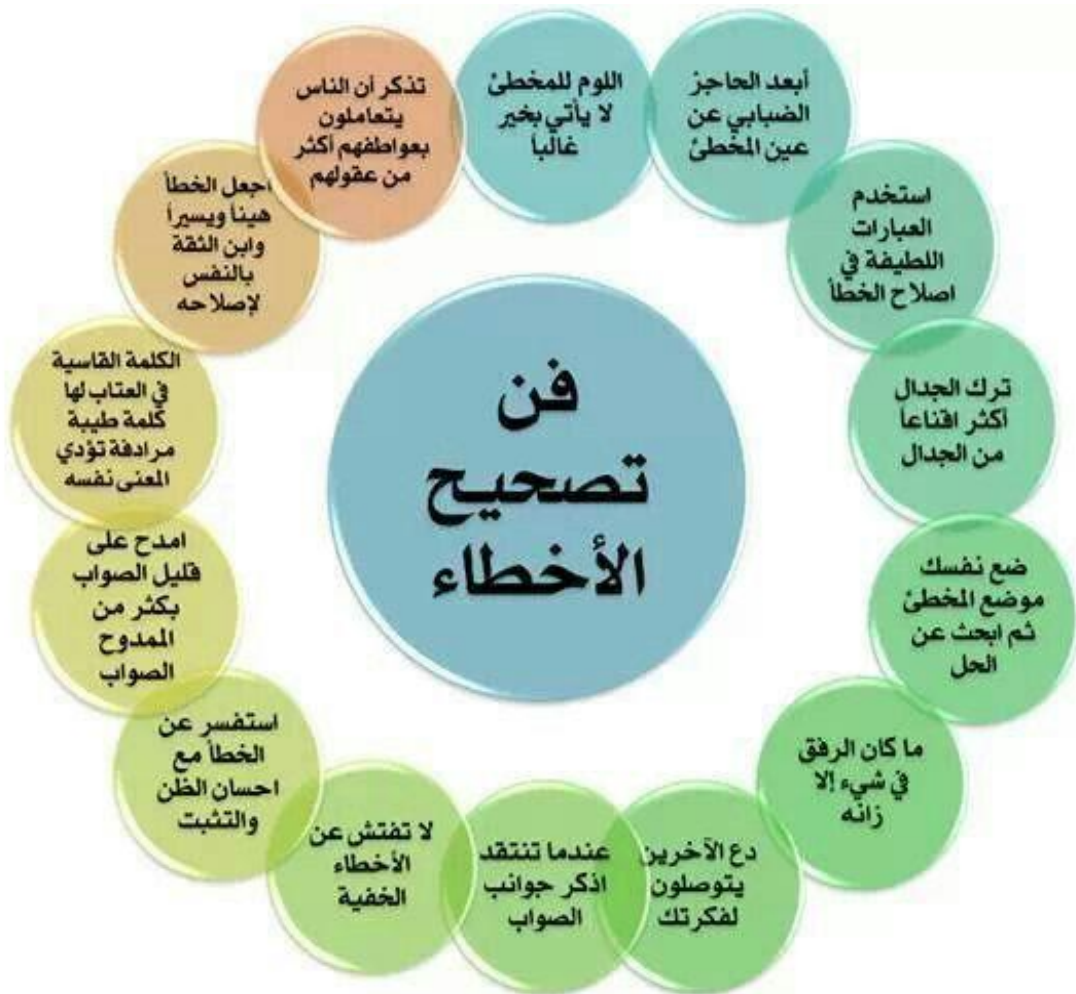 فن
تصحيح
الأخطاء
اللوم للمخطئ
لا يأتي بخير
غالباً
أبعد الحاجز
الضبابي عن
عين المخطئ
استخدم
العبارات
اللطيفة في
اصلاح الخطأ
ترك الجدال
أكثر اقناعاً
من الجدال
ضع نفسك
موضع المخطئ
ثم ابحث عن
الحل
ما كان الرفق
في شيء إلا
زانه
دع الآخرين
يتوصلون
لفكرتك
عندما تنتقد
اذكر جوانب
الصواب
لا تفتش عن
الأخطاء
الخفية
استفسر عن
الخطأ مع
احسان الظن
والتثبت
امدح على
قليل الصواب
بكثر من
الممدوح
الصواب
الكلمة القاسية
في العتاب لها
كلمة طيبة
مرادفة تؤدي
المعنى نفسه
اجعل الخطأ
هيناً ويسيراً
وابن الثقة
بالنفس
لإصلاحه
تذكر أن الناس
يتعاملون
بعواطفهم أكثر
من عقولهم